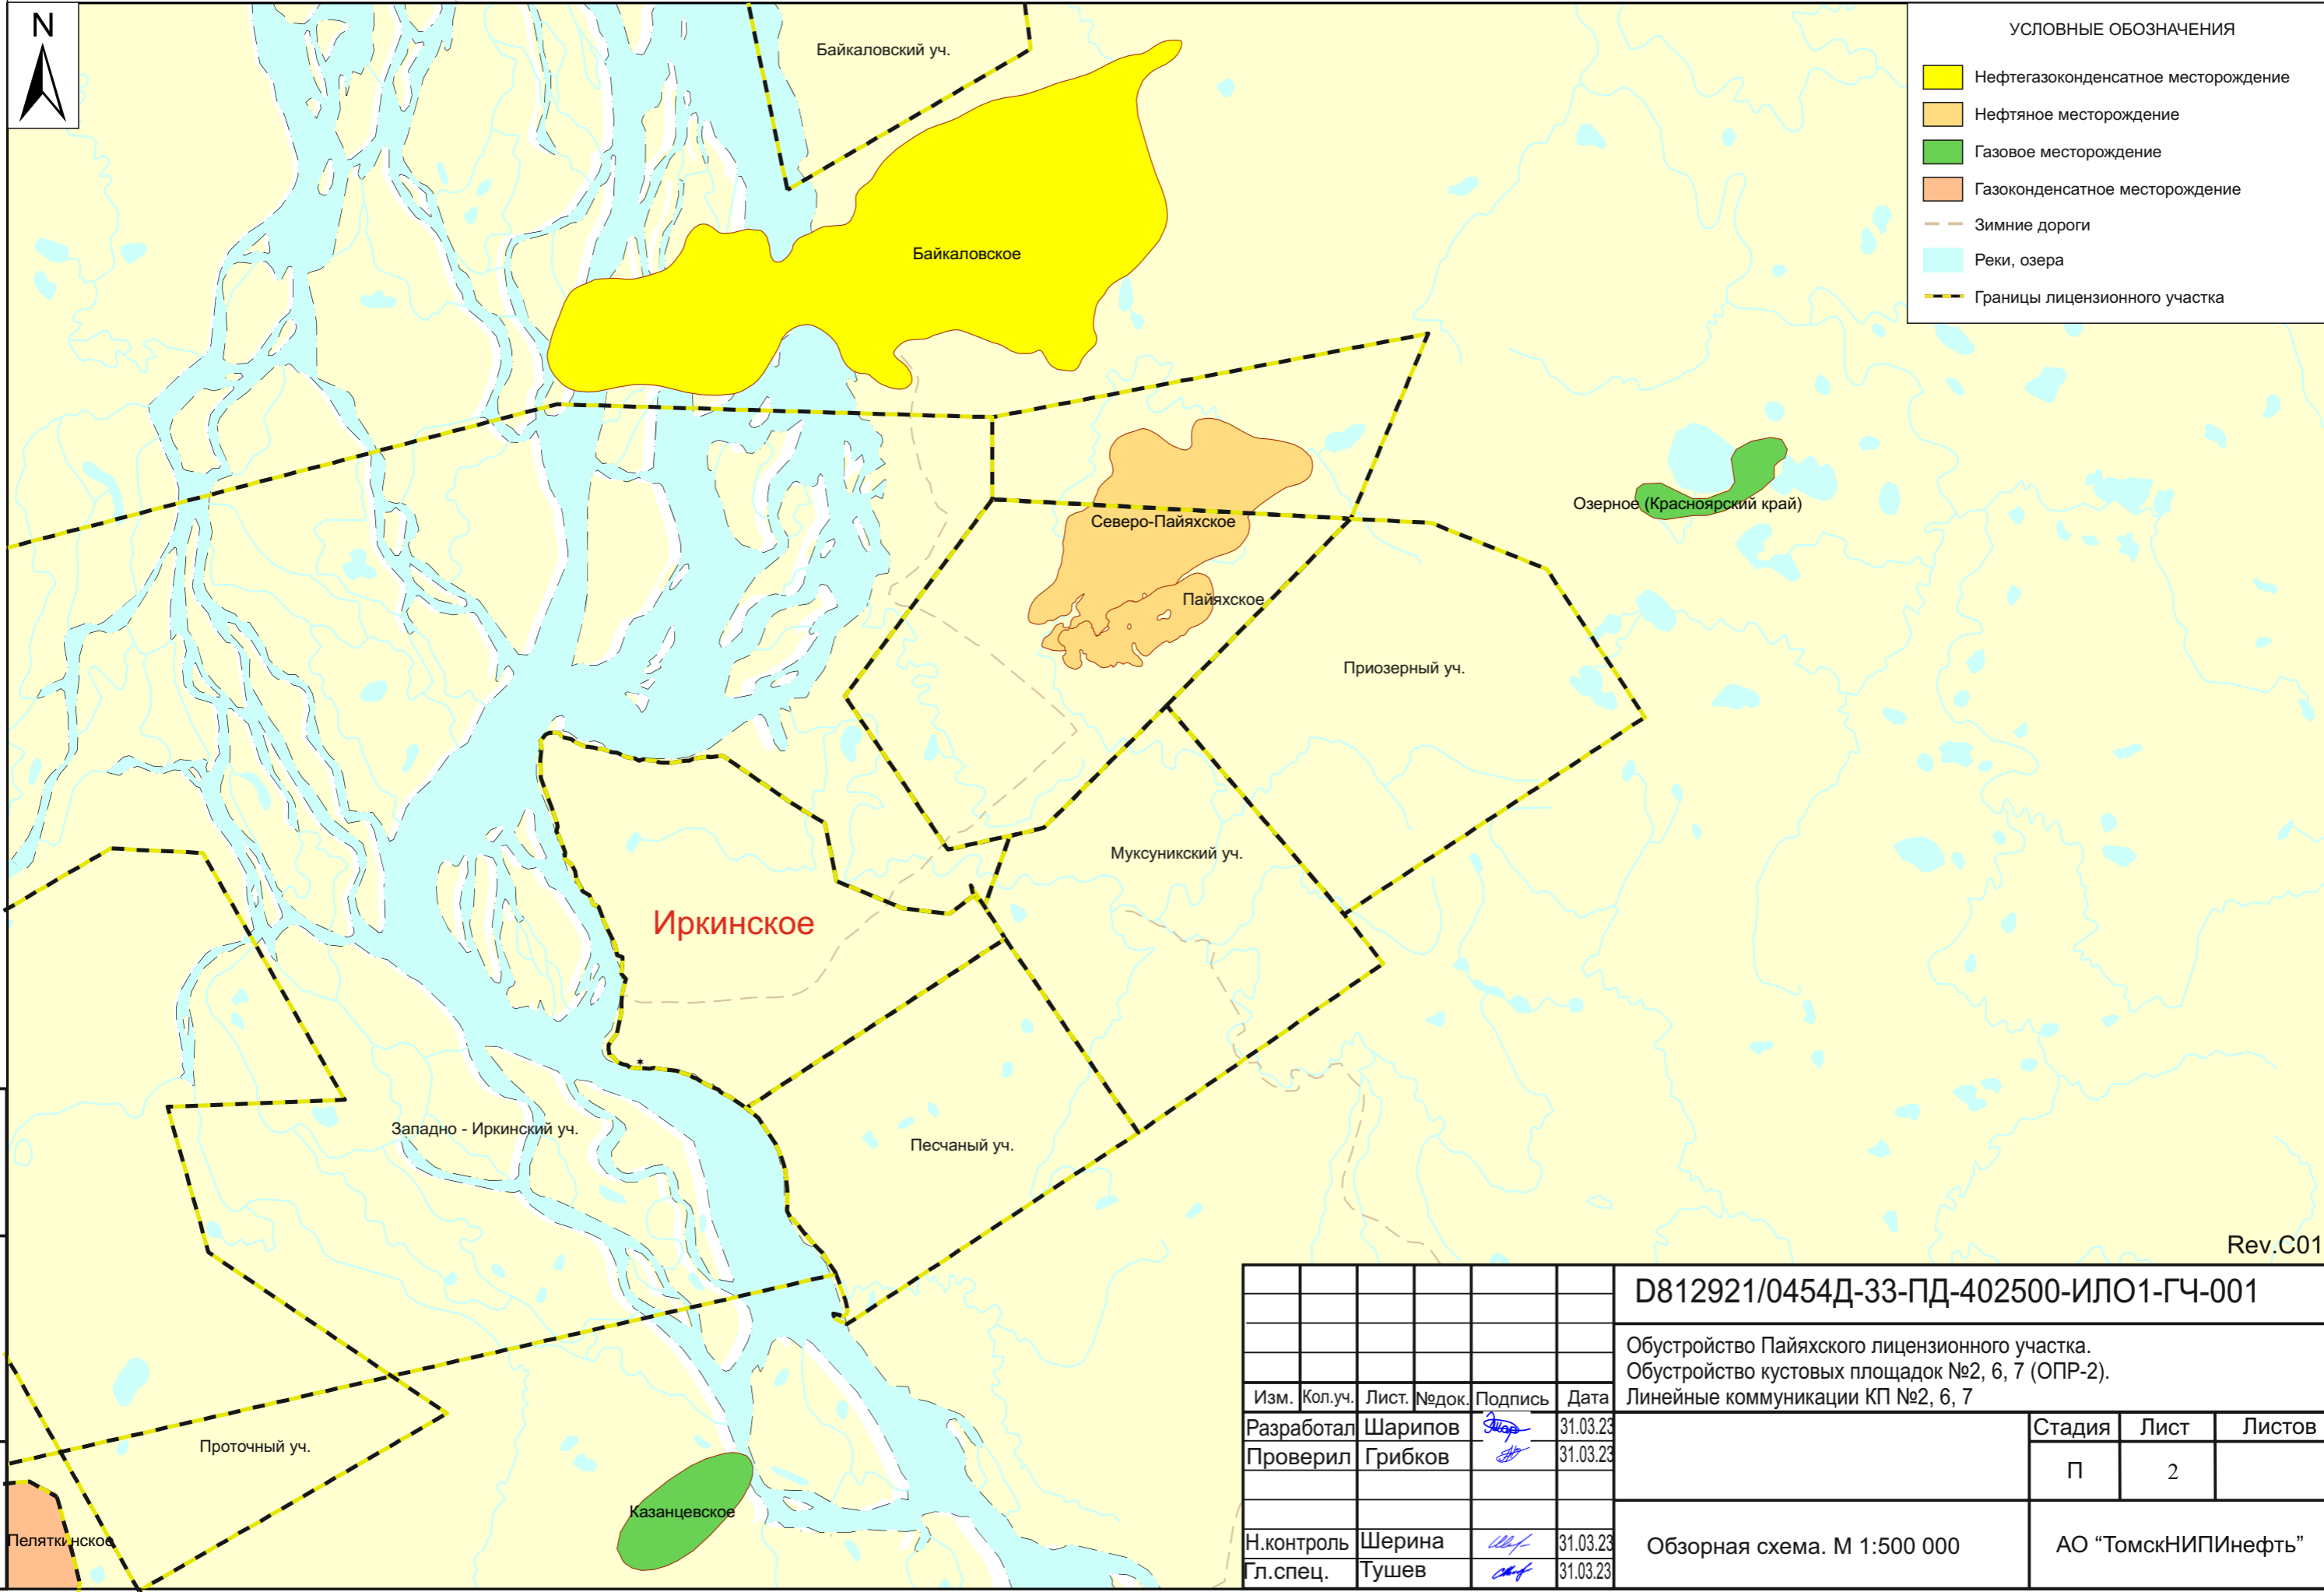 N
Байкаловский уч.
УСЛОВНЫЕ ОБОЗНАЧЕНИЯ
Нефтегазоконденсатное месторождение
Нефтяное месторождение
Газовое месторождение
Газоконденсатное месторождение
Зимние дороги
Реки, озера
Границы лицензионного участка
Байкаловское
Озерное (Красноярский край)
Северо-Пайяхское
Пайяхское
Приозерный уч.
Муксуникский уч.
Иркинское
Западно - Иркинский уч.
Песчаный уч.
Проточный уч.
Казанцевское
Пеляткинское
Rev.C01
D812921/0454Д-33-ПД-402500-ИЛО1-ГЧ-001
Обустройство Пайяхского лицензионного участка.
Обустройство кустовых площадок №2, 6, 7 (ОПР-2).
Линейные коммуникации КП №2, 6, 7
Изм. Кол.уч. Лист. №док. Подпись Дата
Разработал Шарипов 31.03.23
Проверил Грибков 31.03.23
Н.контроль Шерина 31.03.23
Гл.спец. Тушев 31.03.23
Стадия Лист Листов
П 2
Обзорная схема. М 1:500 000
АО “ТомскНИПИнефть”